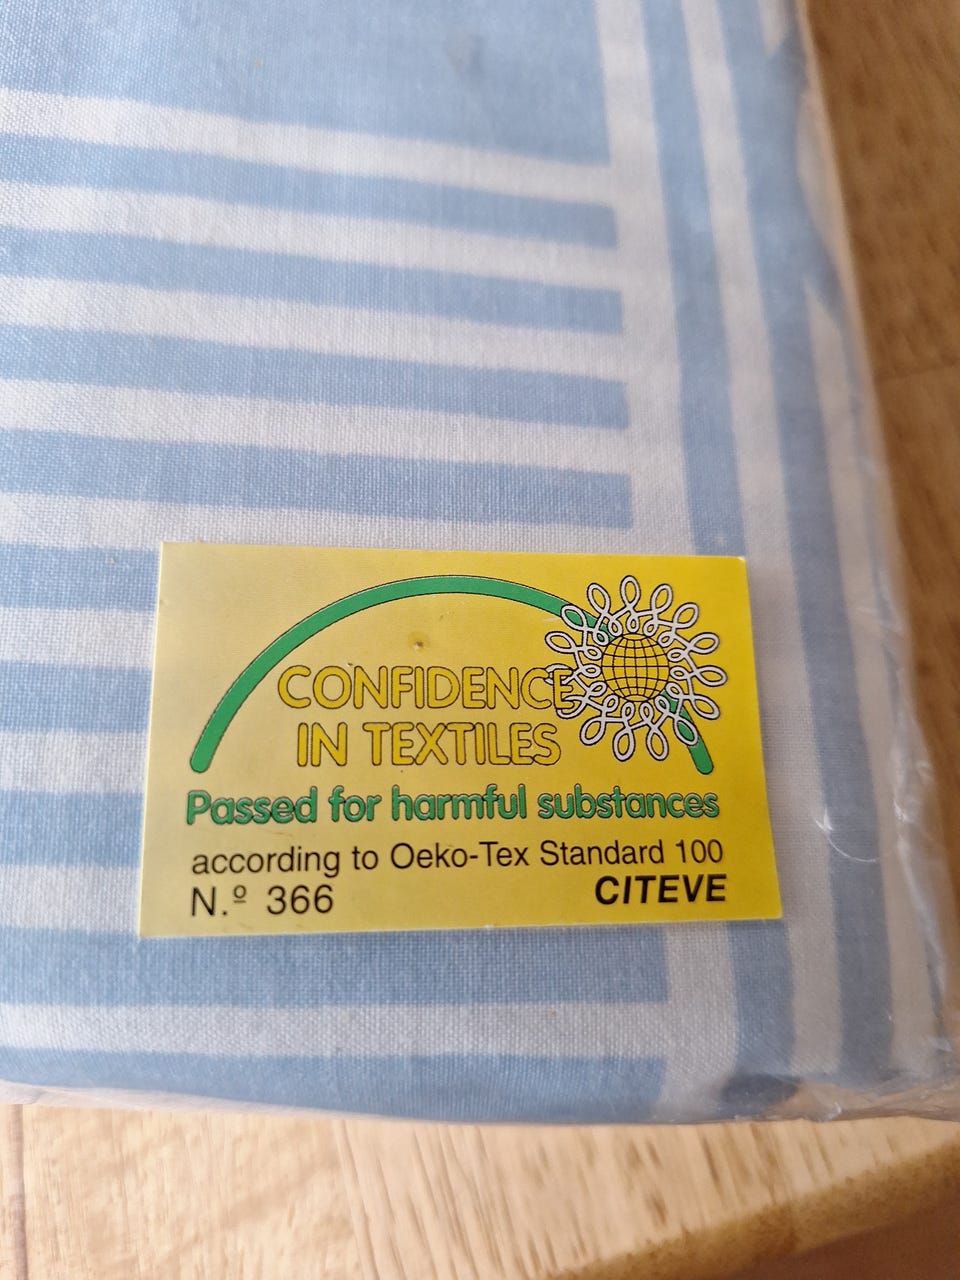 CONFIDENCE
IN TEXTILES
Passed for harmful substances
according to Oeko-Tex Standard 100
N.º 366
CITEVE